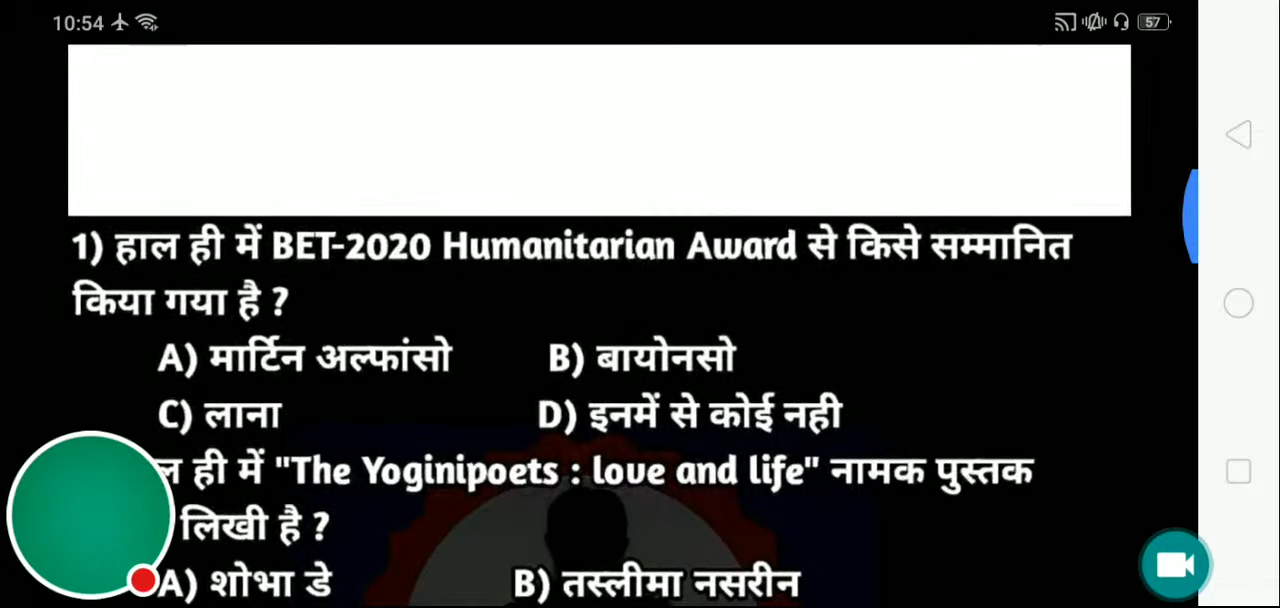 10:54
57
1) हाल ही में BET-2020 Humanitarian Award से किसे सम्मानित
किया गया है ?
A) मार्टिन अल्फांसो B) बायोनसो
C) लाना D) इनमें से कोई नही
ही में "The Yoginipoets : love and life" नामक पुस्तक
लिखी है ?
A) शोभा डे B) तस्लीमा नसरीन